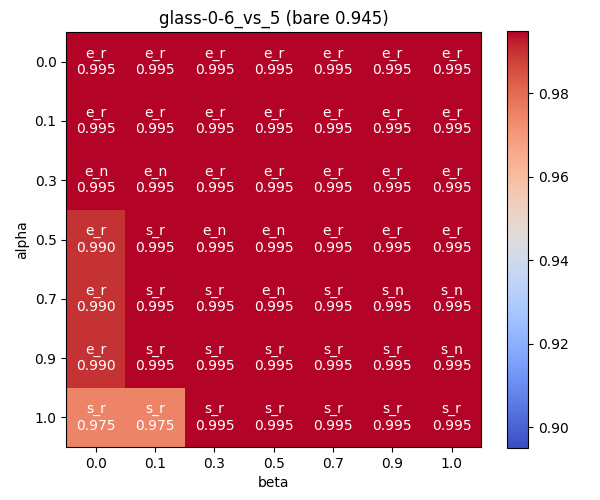 glass-0-6_vs_5 (bare 0.945)
0.0 e_r e_r e_r e_r e_r e_r e_r
0.995 0.995 0.995 0.995 0.995 0.995 0.995
0.1 e_r e_r e_r e_r e_r e_r e_r
0.995 0.995 0.995 0.995 0.995 0.995 0.995
0.3 e_n e_n e_r e_r e_r e_r e_r
0.995 0.995 0.995 0.995 0.995 0.995 0.995
0.5 e_r s_r e_n e_n e_r e_r e_r
0.990 0.995 0.995 0.995 0.995 0.995 0.995
0.7 e_r s_r s_r e_n s_r s_n s_n
0.990 0.995 0.995 0.995 0.995 0.995 0.995
0.9 e_r s_r s_r s_r s_r s_r s_n
0.990 0.995 0.995 0.995 0.995 0.995 0.995
1.0 s_r s_r s_r s_r s_r s_r s_r
0.975 0.975 0.995 0.995 0.995 0.995 0.995
0.0 0.1 0.3 0.5 0.7 0.9 1.0
beta
alpha
0.98
0.96
0.94
0.92
0.90